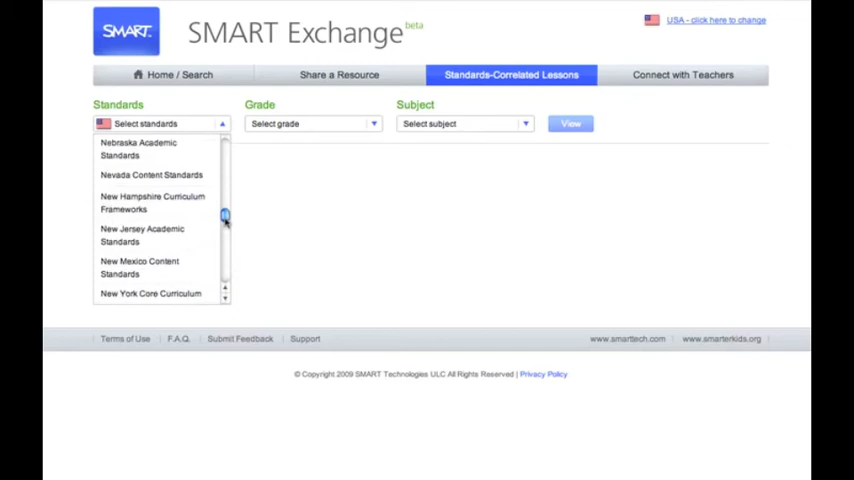 SMART
SMART Exchange beta
USA - click here to change
Home / Search
Share a Resource
Standards-Correlated Lessons
Connect with Teachers
Standards
Grade
Subject
Select standards
Select grade
Select subject
View
Nebraska Academic
Standards
Nevada Content Standards
New Hampshire Curriculum
Frameworks
New Jersey Academic
Standards
New Mexico Content
Standards
New York Core Curriculum
Terms of Use
F.A.Q.
Submit Feedback
Support
www.smarttech.com
www.smarterkids.org
© Copyright 2009 SMART Technologies ULC All Rights Reserved | Privacy Policy